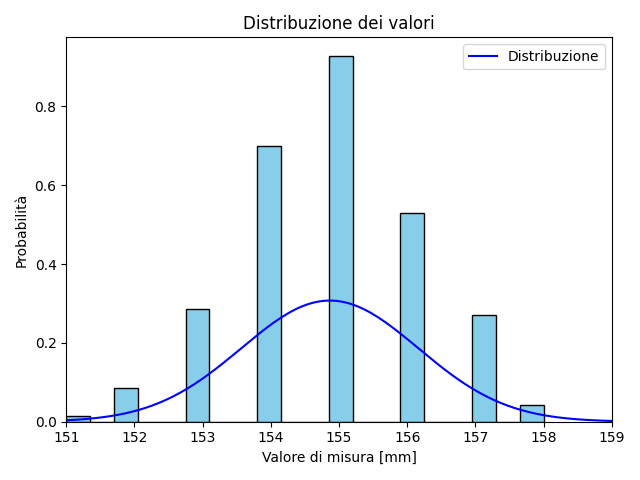 Distribuzione dei valori
Distribuzione
Probabilità
0.8
0.6
0.4
0.2
0.0
151 152 153 154 155 156 157 158 159
Valore di misura [mm]